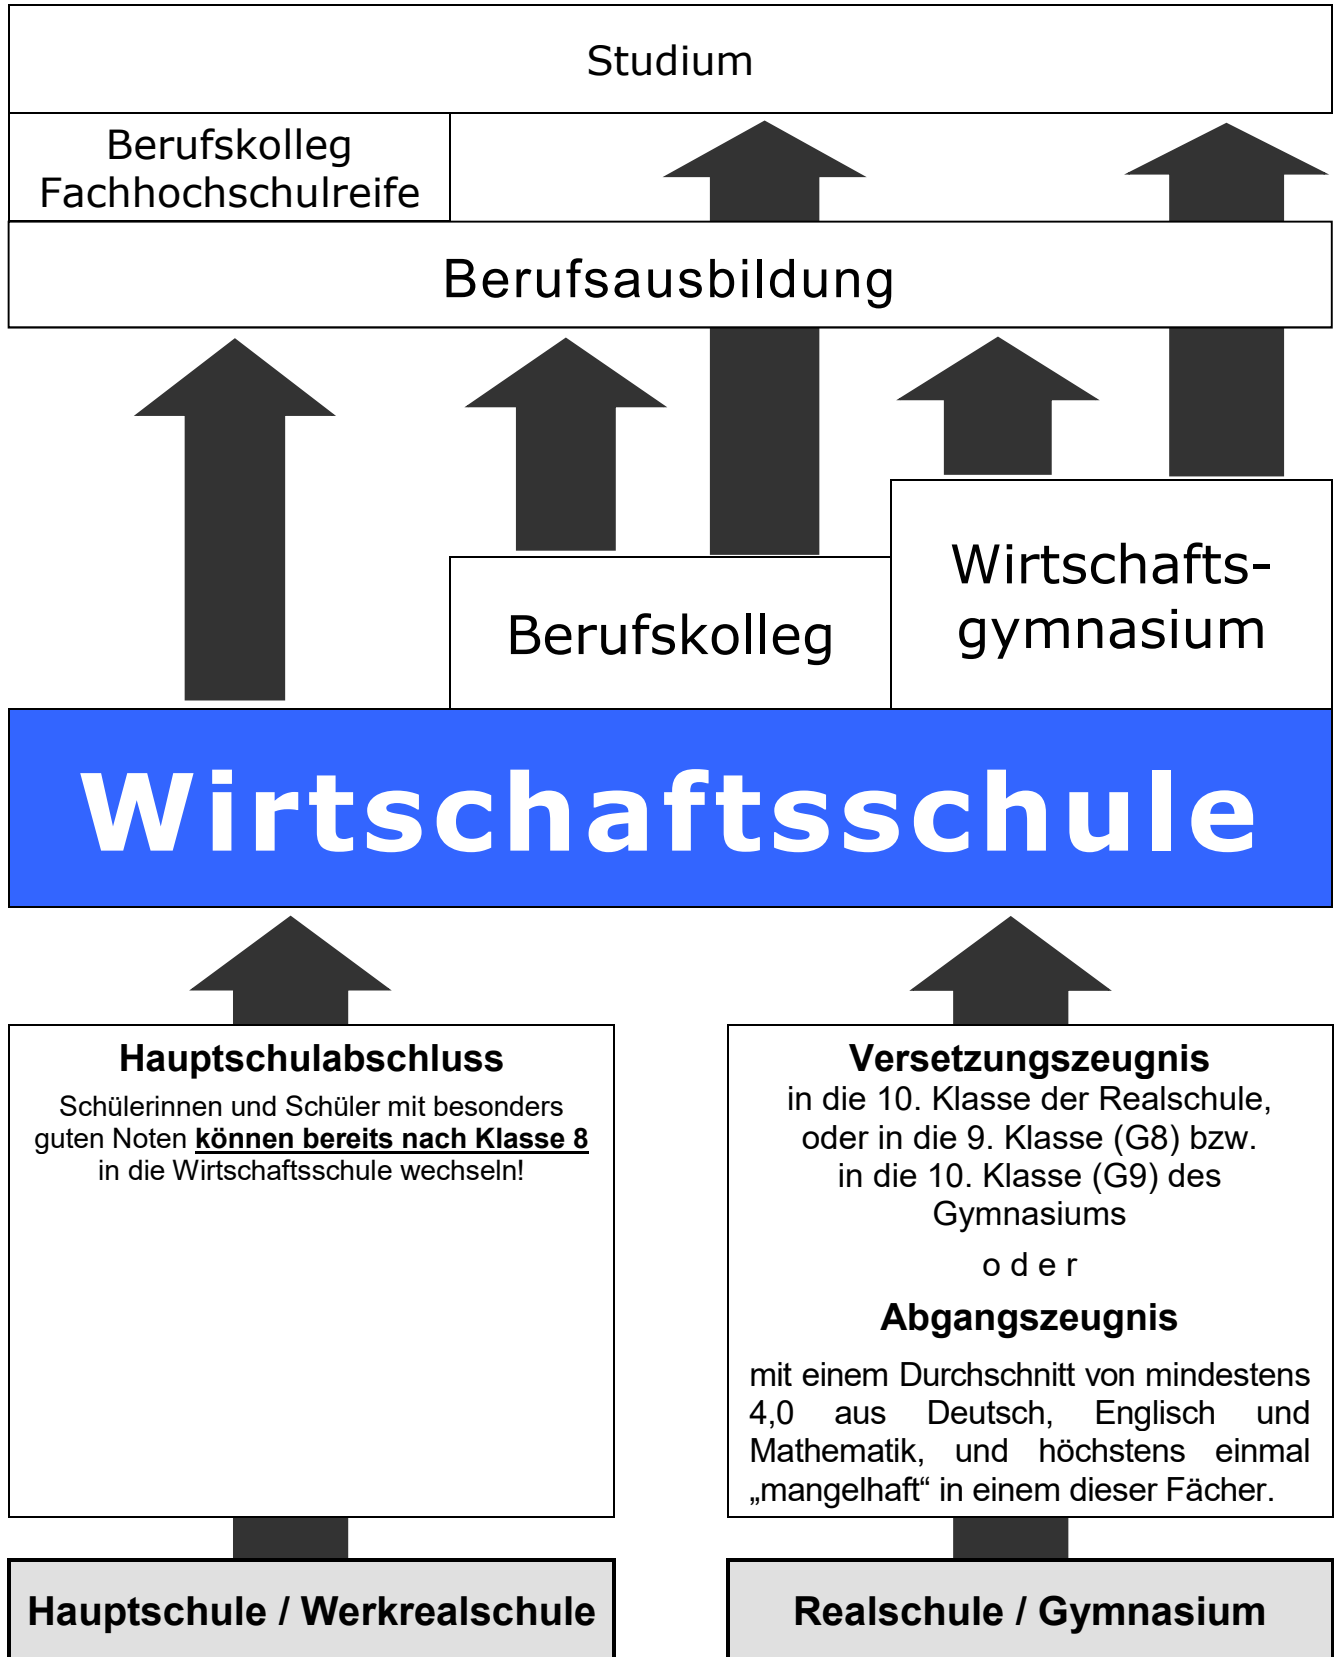 Studium
Berufskolleg
Fachhochschulreife
Berufsausbildung
Wirtschafts-
gymnasium
Berufskolleg
Wirtschaftsschule
Hauptschulabschluss
Schülerinnen und Schüler mit besonders
guten Noten können bereits nach Klasse 8
in die Wirtschaftsschule wechseln!
Versetzungszeugnis
in die 10. Klasse der Realschule,
oder in die 9. Klasse (G8) bzw.
in die 10. Klasse (G9) des
Gymnasiums
o d e r
Abgangszeugnis
mit einem Durchschnitt von mindestens
4,0 aus Deutsch, Englisch und
Mathematik, und höchstens einmal
„mangelhaft“ in einem dieser Fächer.
Hauptschule / Werkrealschule
Realschule / Gymnasium